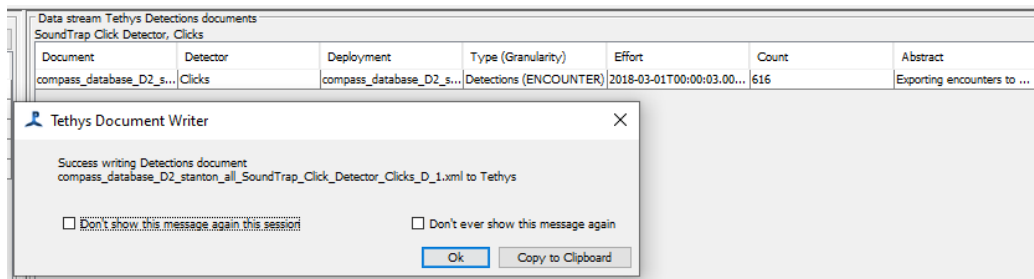 Data stream Tethys Detections documents
SoundTrap Click Detector, Clicks
Document Detector Deployment Type (Granularity) Effort Count Abstract
compass_database_D2_s... Clicks compass_database_D2_s... Detections (ENCOUNTER) 2018-03-01T00:00:03.00... 616 Exporting encounters to ...
Tethys Document Writer
Success writing Detections document
compass_database_D2_stanton_all_SoundTrap_Click_Detector_Clicks_D_1.xml to Tethys
Don't show this message again this session Don't ever show this message again
Ok Copy to Clipboard